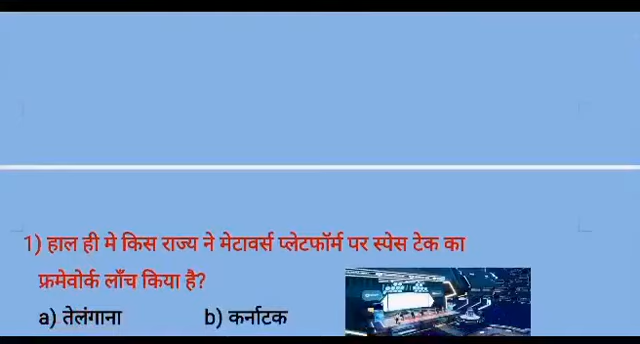 1) हाल ही मे किस राज्य ने मेटावर्स प्लेटफॉर्म पर स्पेस टेक का
फ्रमेवोर्क लाँच किया है?
a) तेलंगाना b) कर्नाटक